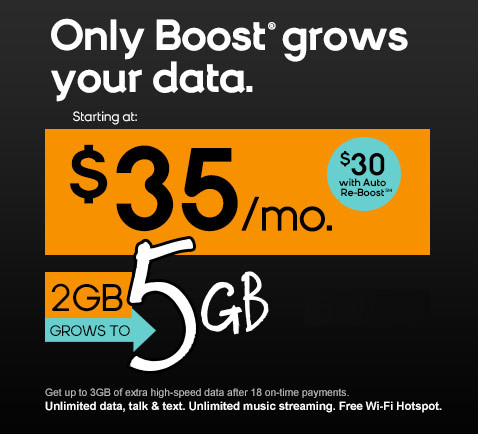 Only Boost® grows
your data.
Starting at:
$35/mo.
$30
with Auto
Re-Boost℠
2GB
GROWS TO
5GB
Get up to 3GB of extra high-speed data after 18 on-time payments.
Unlimited data, talk & text. Unlimited music streaming. Free Wi-Fi Hotspot.